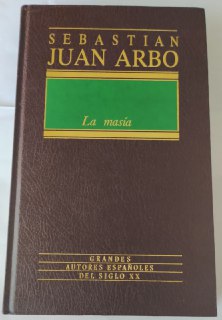 SEBASTIAN
JUAN ARBO
La masía
GRANDES
AUTORES ESPAÑOLES
DEL SIGLO XX